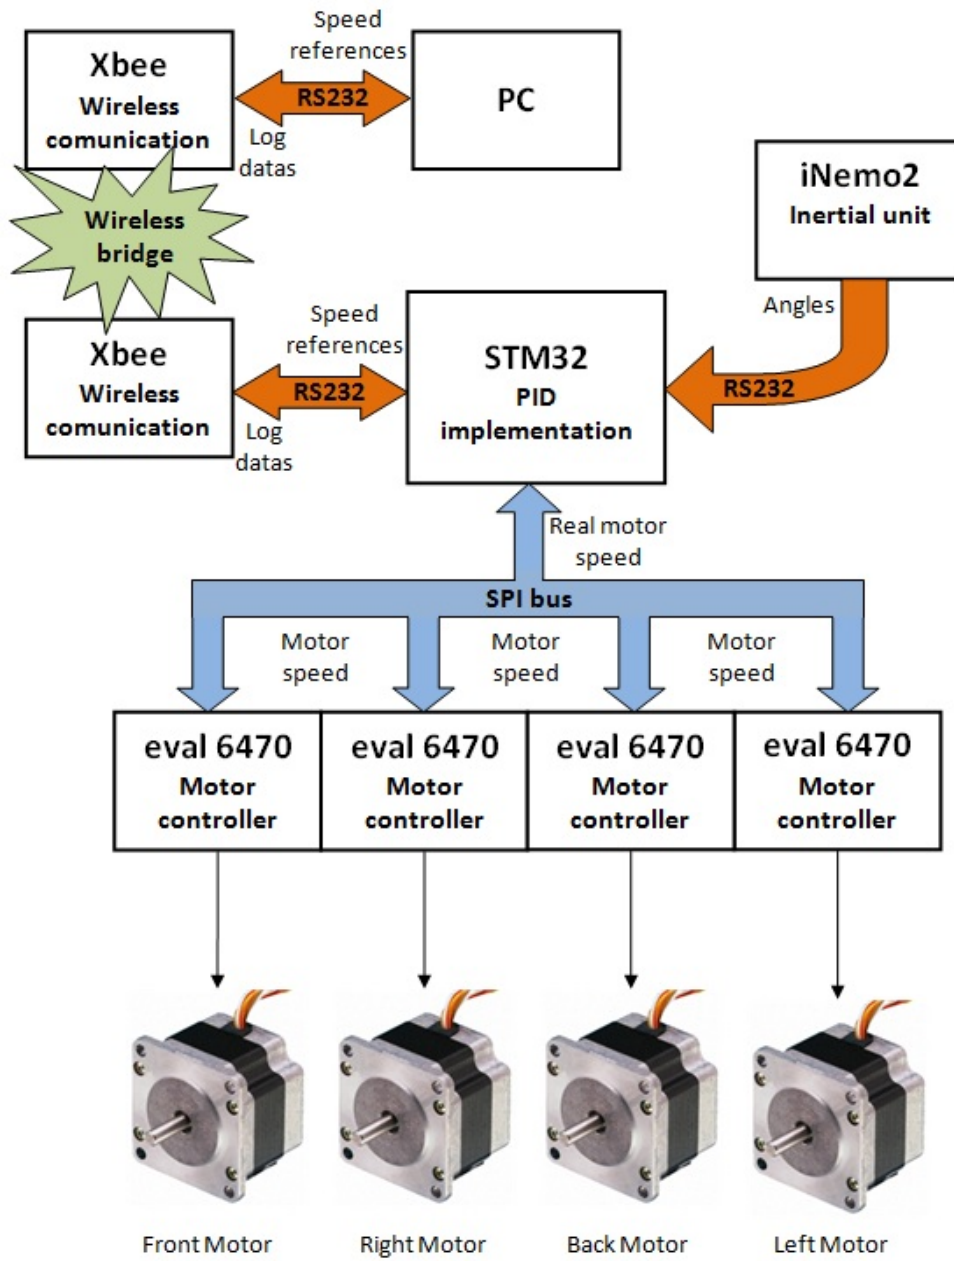 Speed
references
Xbee
Wireless
comunication
RS232
PC
Log
datas
iNemo2
Inertial unit
Wireless
bridge
Angles
Speed
references
Xbee
Wireless
comunication
RS232
STM32
PID
implementation
RS232
Log
datas
Real motor
speed
SPI bus
Motor
speed
Motor
speed
Motor
speed
eval 6470
Motor
controller
eval 6470
Motor
controller
eval 6470
Motor
controller
eval 6470
Motor
controller
Front Motor
Right Motor
Back Motor
Left Motor